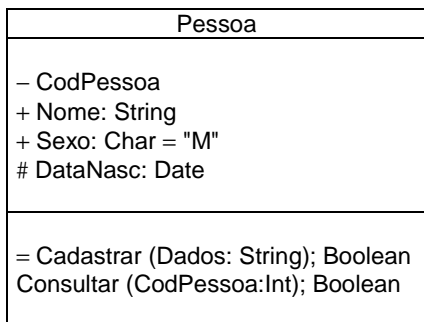 Pessoa
– CodPessoa
+ Nome: String
+ Sexo: Char = "M"
# DataNasc: Date
= Cadastrar (Dados: String); Boolean
Consultar (CodPessoa:Int); Boolean